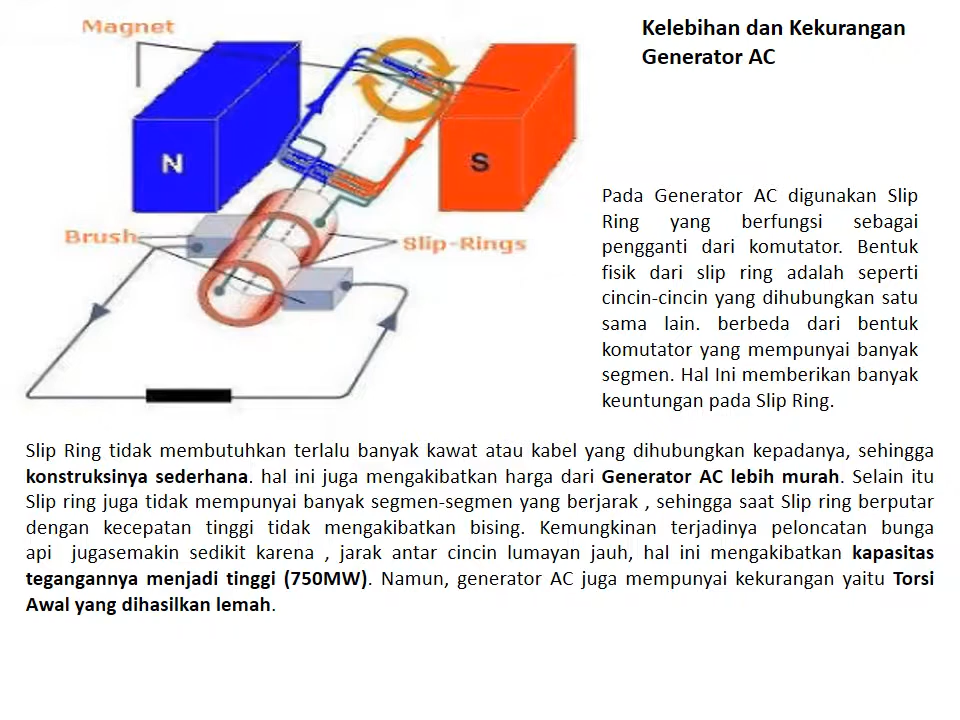 Magnet
N
S
Brush
Slip-Rings
Kelebihan dan Kekurangan
Generator AC
Pada Generator AC digunakan Slip
Ring yang berfungsi sebagai
pengganti dari komutator. Bentuk
fisik dari slip ring adalah seperti
cincin-cincin yang dihubungkan satu
sama lain. berbeda dari bentuk
komutator yang mempunyai banyak
segmen. Hal Ini memberikan banyak
keuntungan pada Slip Ring.
Slip Ring tidak membutuhkan terlalu banyak kawat atau kabel yang dihubungkan kepadanya, sehingga
konstruksinya sederhana. hal ini juga mengakibatkan harga dari Generator AC lebih murah. Selain itu
Slip ring juga tidak mempunyai banyak segmen-segmen yang berjarak , sehingga saat Slip ring berputar
dengan kecepatan tinggi tidak mengakibatkan bising. Kemungkinan terjadinya peloncatan bunga
api jugasemakin sedikit karena , jarak antar cincin lumayan jauh, hal ini mengakibatkan kapasitas
tegangannya menjadi tinggi (750MW). Namun, generator AC juga mempunyai kekurangan yaitu Torsi
Awal yang dihasilkan lemah.